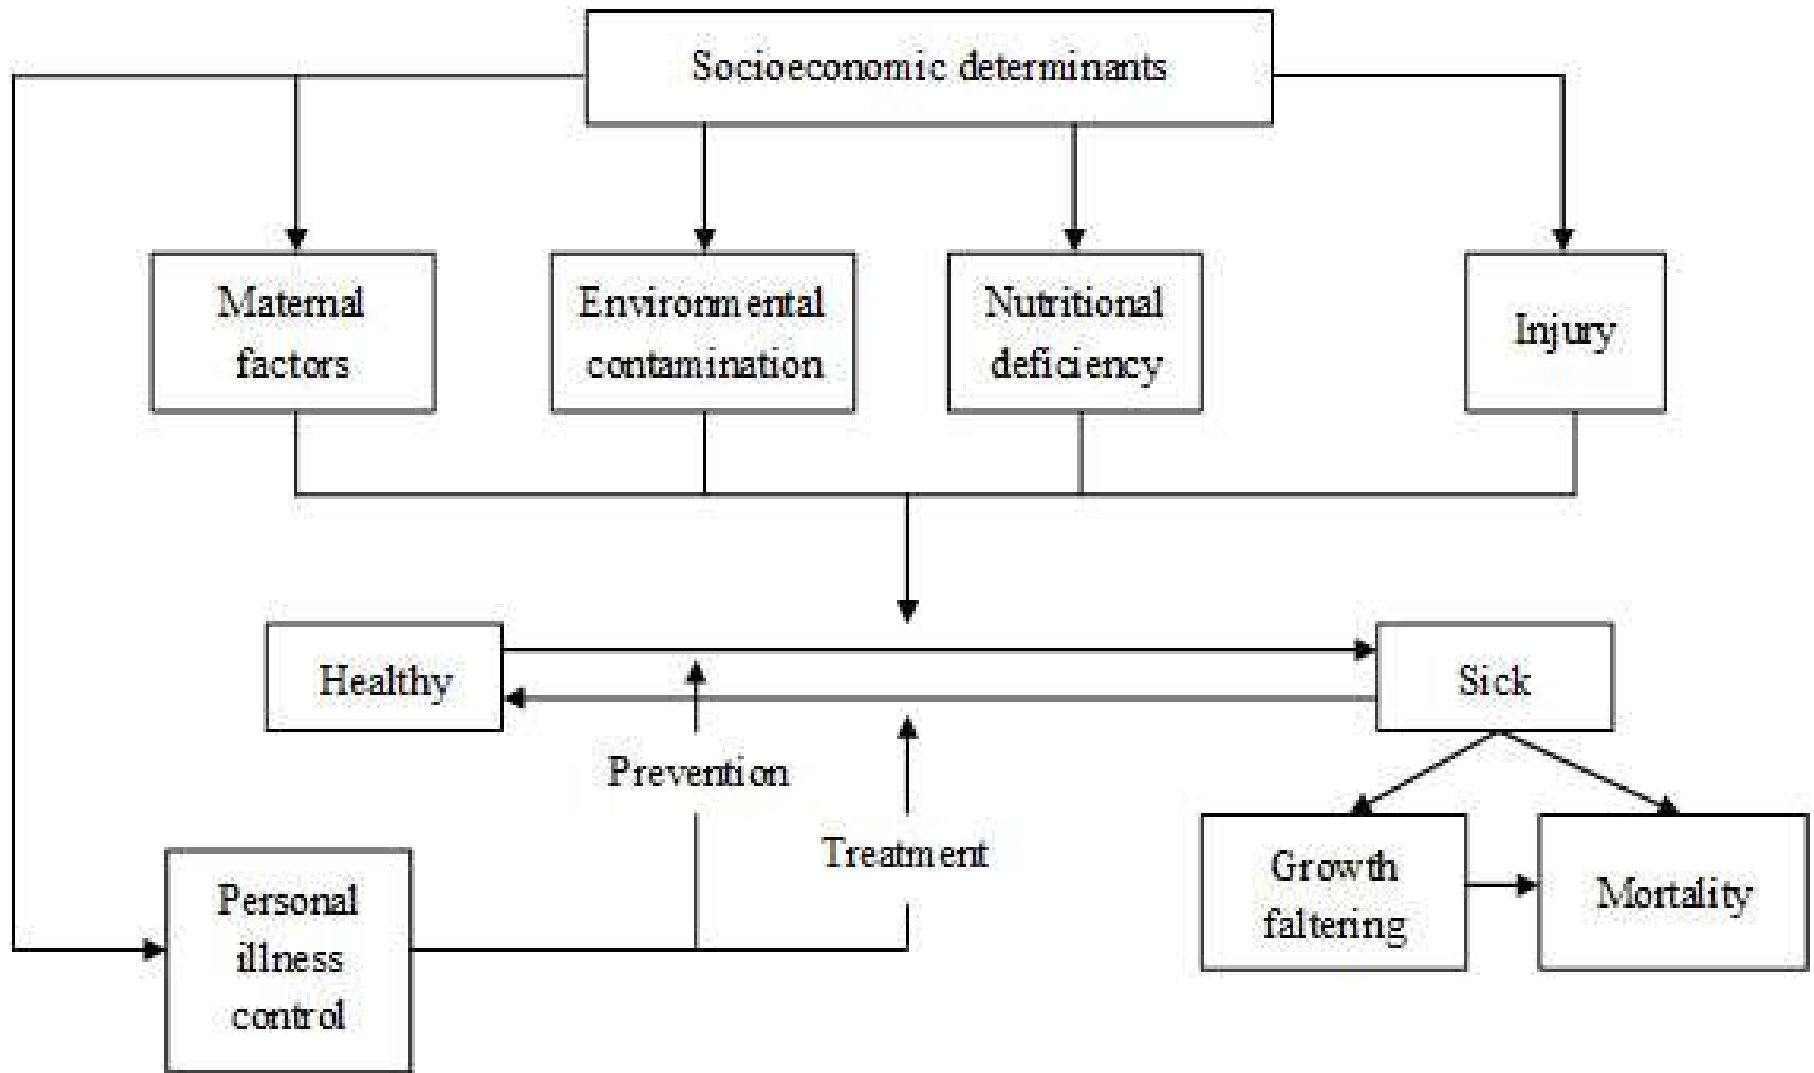 Socioeconomic determinants
Maternal
factors
Environmental
contamination
Nutritional
deficiency
Injury
Healthy
Sick
Prevention
Treatment
Growth
faltering
Mortality
Personal
illness
control